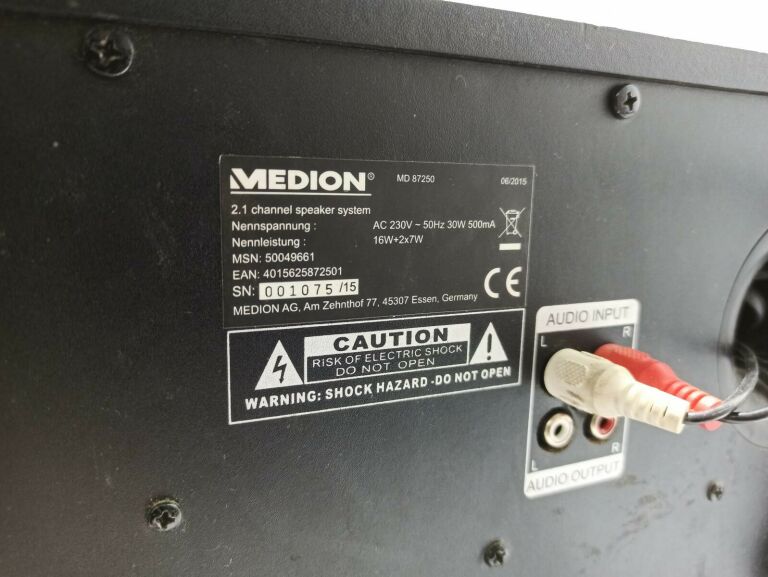 MEDION® MD 87250 06/2015
2.1 channel speaker system
Nennspannung : AC 230V ~ 50Hz 30W 500mA
Nennleistung : 16W+2x7W
MSN: 50049661
EAN: 4015625872501
SN: 001075 /15
CE
MEDION AG, Am Zehnthof 77, 45307 Essen, Germany
CAUTION
RISK OF ELECTRIC SHOCK
DO NOT OPEN
WARNING: SHOCK HAZARD -DO NOT OPEN
AUDIO INPUT
L R
L R
AUDIO OUTPUT